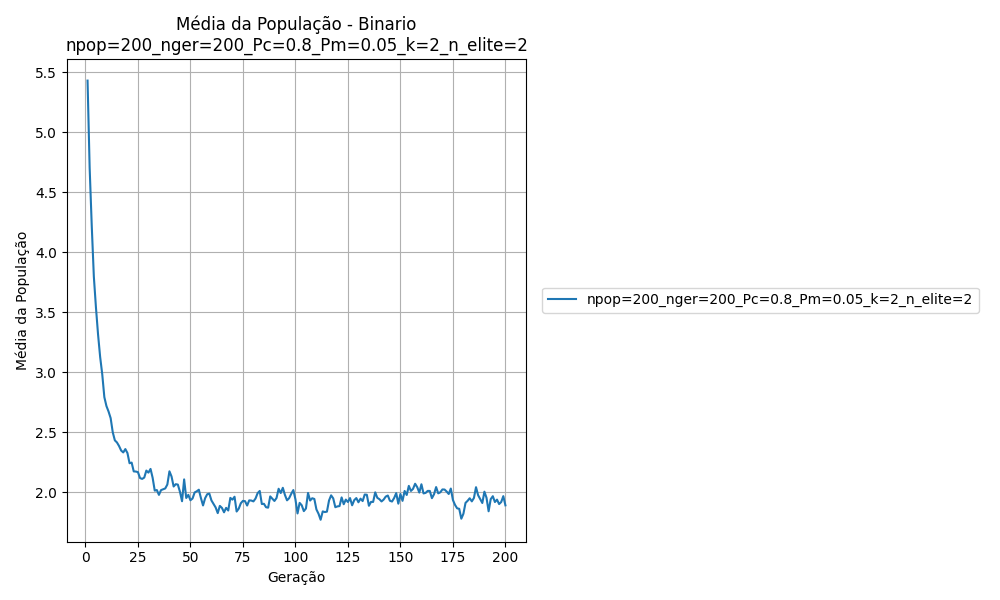 Média da População - Binario
npop=200_nger=200_Pc=0.8_Pm=0.05_k=2_n_elite=2
Média da População
5.5
5.0
4.5
4.0
3.5
3.0
2.5
2.0
0 25 50 75 100 125 150 175 200
Geração
npop=200_nger=200_Pc=0.8_Pm=0.05_k=2_n_elite=2